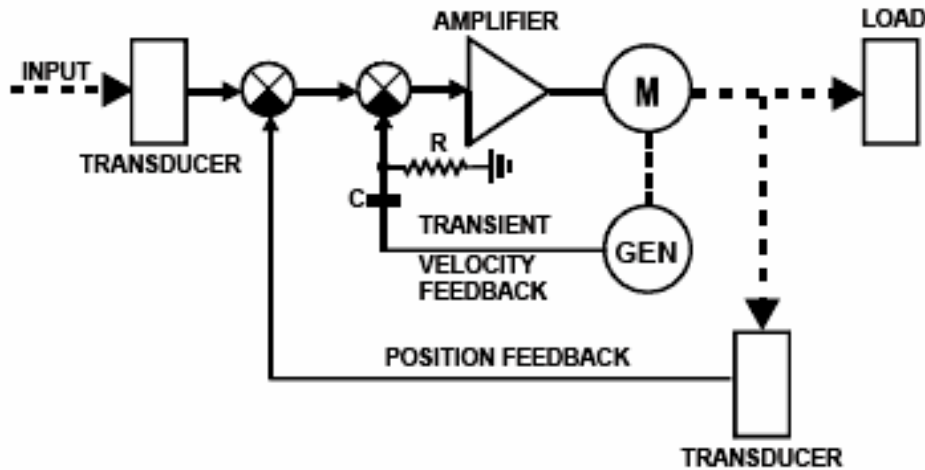 AMPLIFIER
LOAD
INPUT
M
TRANSDUCER
R
C
TRANSIENT
VELOCITY
FEEDBACK
GEN
POSITION FEEDBACK
TRANSDUCER